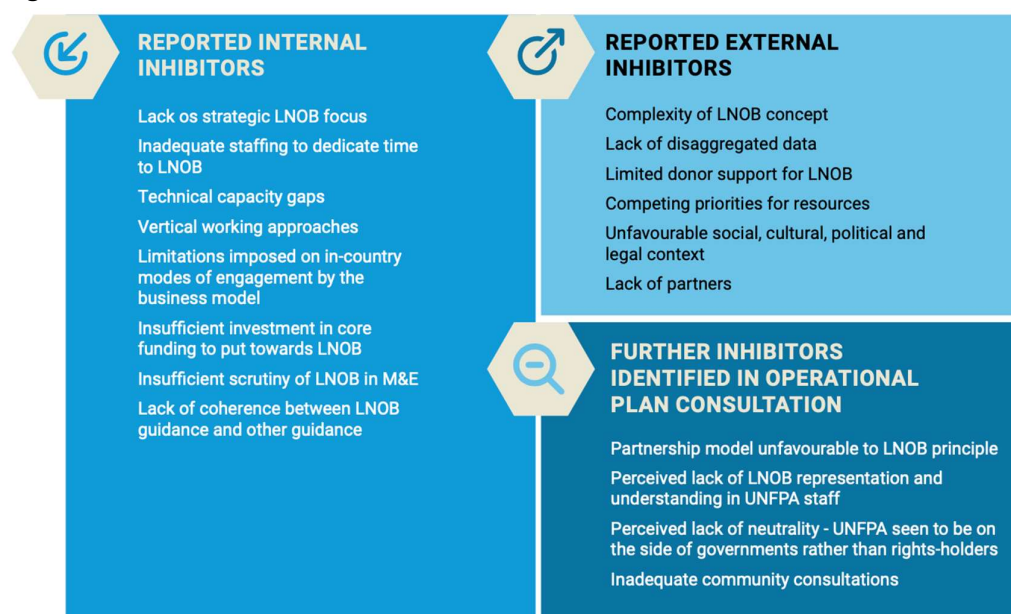 REPORTED INTERNAL
INHIBITORS
Lack os strategic LNOB focus
Inadequate staffing to dedicate time
to LNOB
Technical capacity gaps
Vertical working approaches
Limitations imposed on in-country
modes of engagement by the
business model
Insufficient investment in core
funding to put towards LNOB
Insufficient scrutiny of LNOB in M&E
Lack of coherence between LNOB
guidance and other guidance
REPORTED EXTERNAL
INHIBITORS
Complexity of LNOB concept
Lack of disaggregated data
Limited donor support for LNOB
Competing priorities for resources
Unfavourable social, cultural, political and
legal context
Lack of partners
FURTHER INHIBITORS
IDENTIFIED IN OPERATIONAL
PLAN CONSULTATION
Partnership model unfavourable to LNOB principle
Perceived lack of LNOB representation and
understanding in UNFPA staff
Perceived lack of neutrality - UNFPA seen to be on
the side of governments rather than rights-holders
Inadequate community consultations